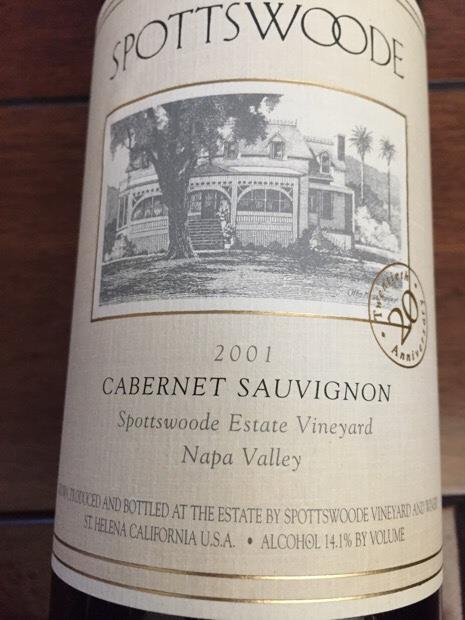 SPOTTSWOODE
Twentieth
20
Anniversary
2001
CABERNET SAUVIGNON
Spottswoode Estate Vineyard
Napa Valley
PRODUCED AND BOTTLED AT THE ESTATE BY SPOTTSWOODE VINEYARD AND
ST. HELENA CALIFORNIA U.S.A. • ALCOHOL 14.1% BY VOLUME